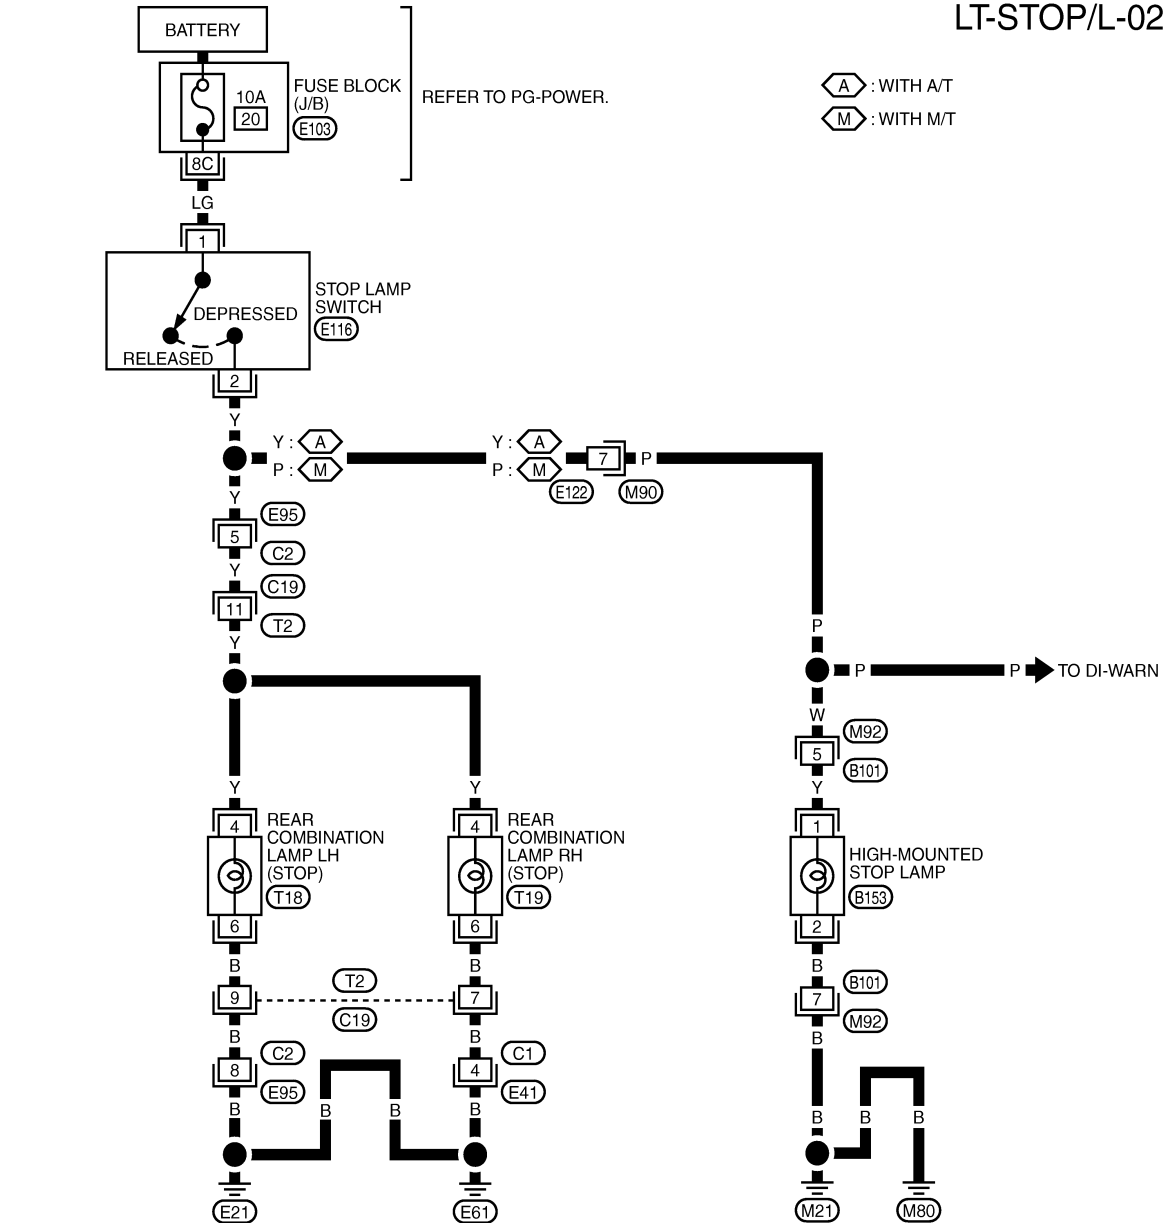 LT-STOP/L-02
BATTERY
10A
20
FUSE BLOCK
(J/B)
E103
REFER TO PG-POWER.
A : WITH A/T
M : WITH M/T
8C
LG
1
STOP LAMP
SWITCH
E116
DEPRESSED
RELEASED
2
Y
Y : A
P : M
Y : A
P : M
7
P
E122
M90
Y
E95
5
C2
Y
C19
11
T2
Y
P
P
P
TO DI-WARN
W
M92
5
B101
Y
Y
Y
4
REAR
COMBINATION
LAMP LH
(STOP)
T18
6
4
REAR
COMBINATION
LAMP RH
(STOP)
T19
6
1
HIGH-MOUNTED
STOP LAMP
B153
2
B
B
B
9
T2
C19
7
B101
7
M92
B
B
B
C2
8
E95
C1
4
E41
B
B
B
B
B
B
B
E21
E61
M21
M80